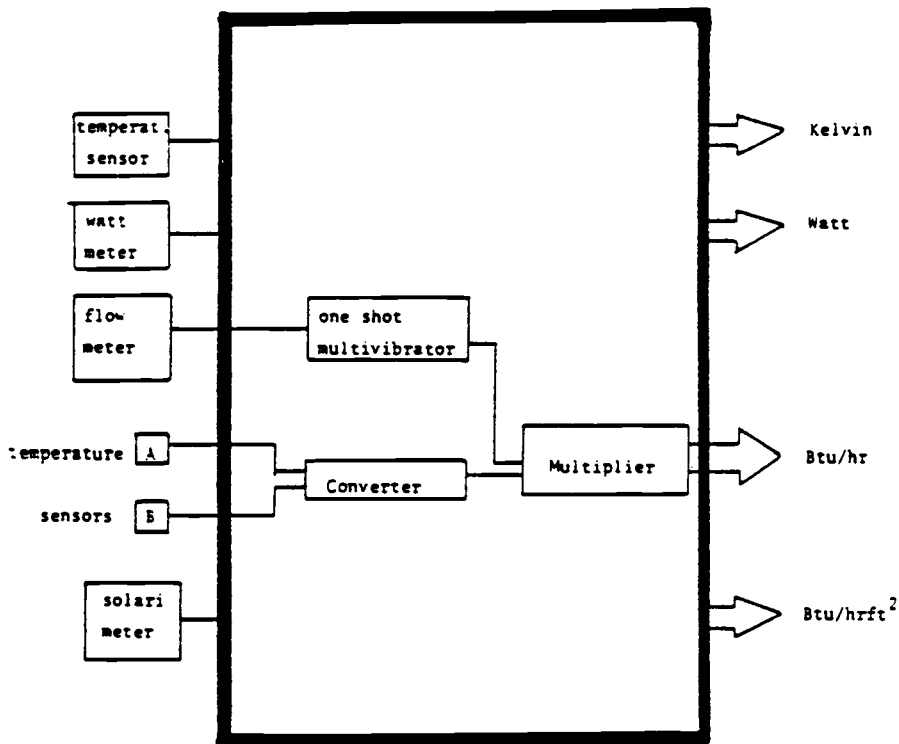 temperat.
sensor
Kelvin
watt
meter
Watt
flow
meter
one shot
multivibrator
temperature
A
Converter
Multiplier
Btu/hr
sensors
B
solari
meter
Btu/hrft²